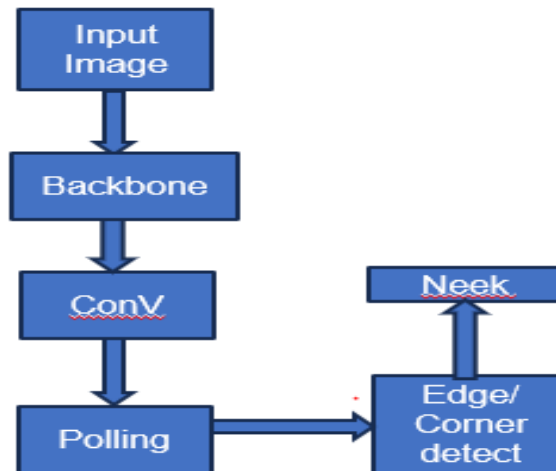 Input
Image
Backbone
ConV
Polling
Edge/
Corner
detect
Neek